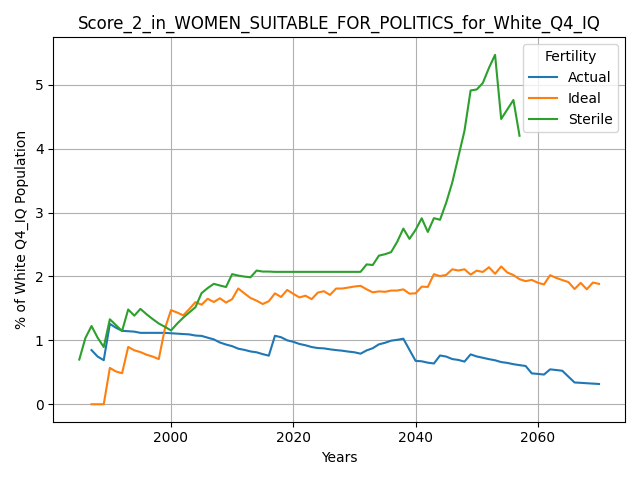 Score_2_in_WOMEN_SUITABLE_FOR_POLITICS_for_White_Q4_IQ
Fertility
Actual
Ideal
Sterile
% of White Q4_IQ Population
5
4
3
2
1
0
2000
2020
2040
2060
Years